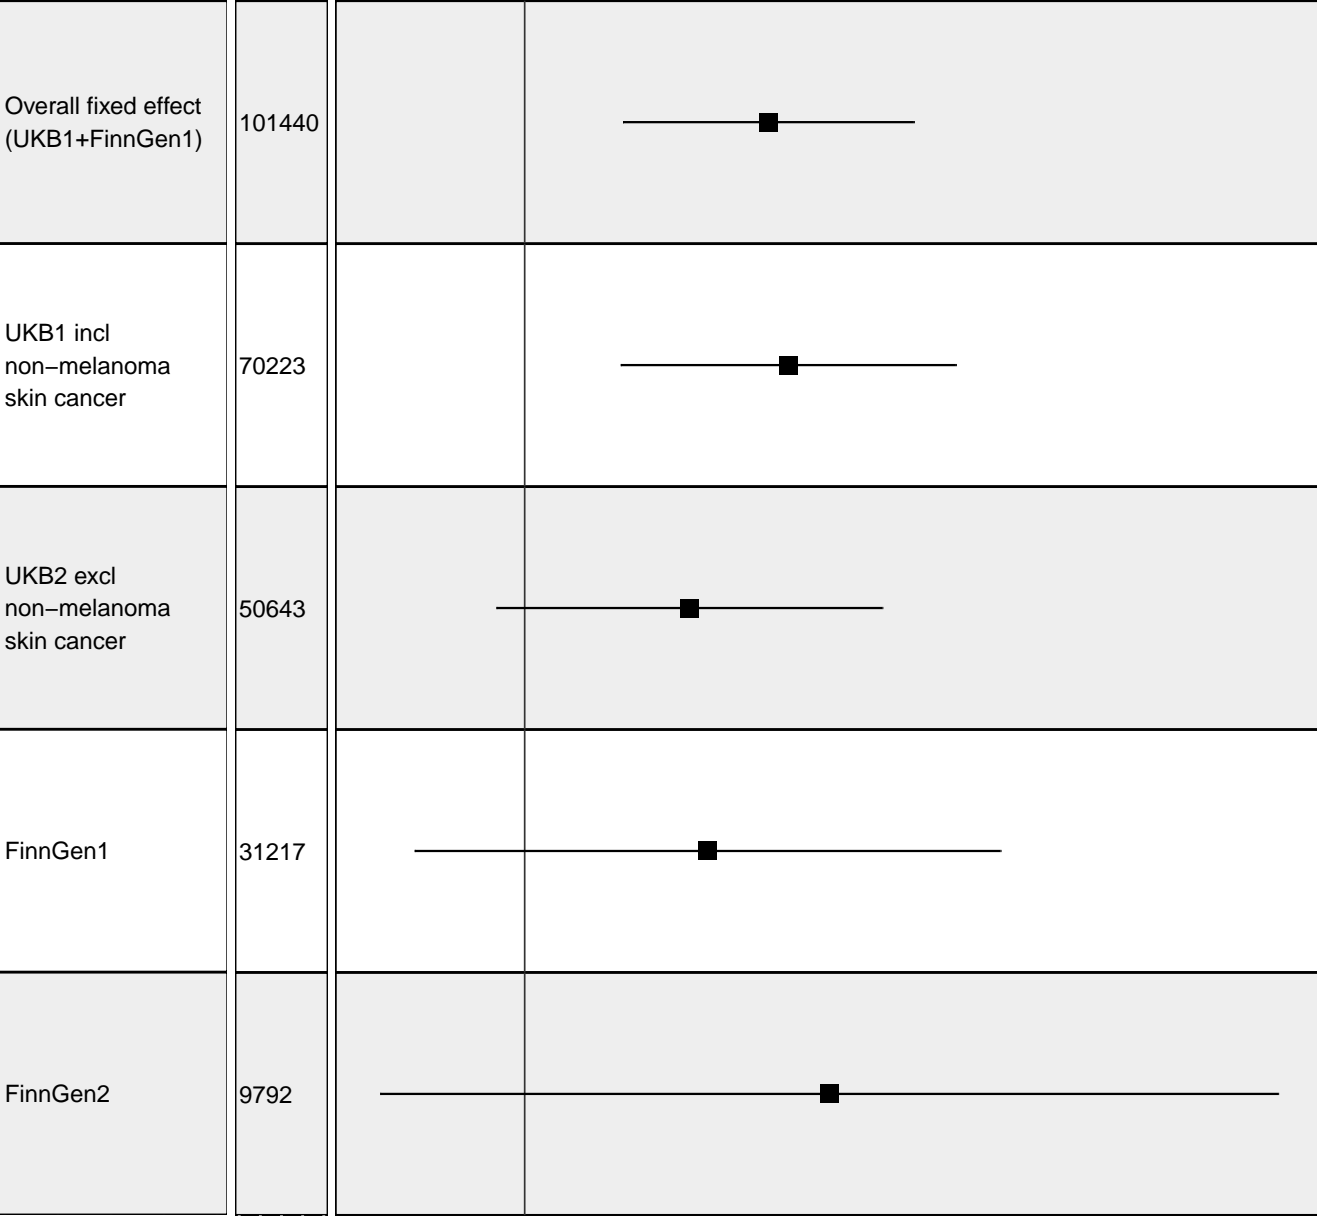 Overall fixed effect
(UKB1+FinnGen1)
101440
UKB1 incl
non−melanoma
skin cancer
70223
UKB2 excl
non−melanoma
skin cancer
50643
FinnGen1
31217
FinnGen2
9792